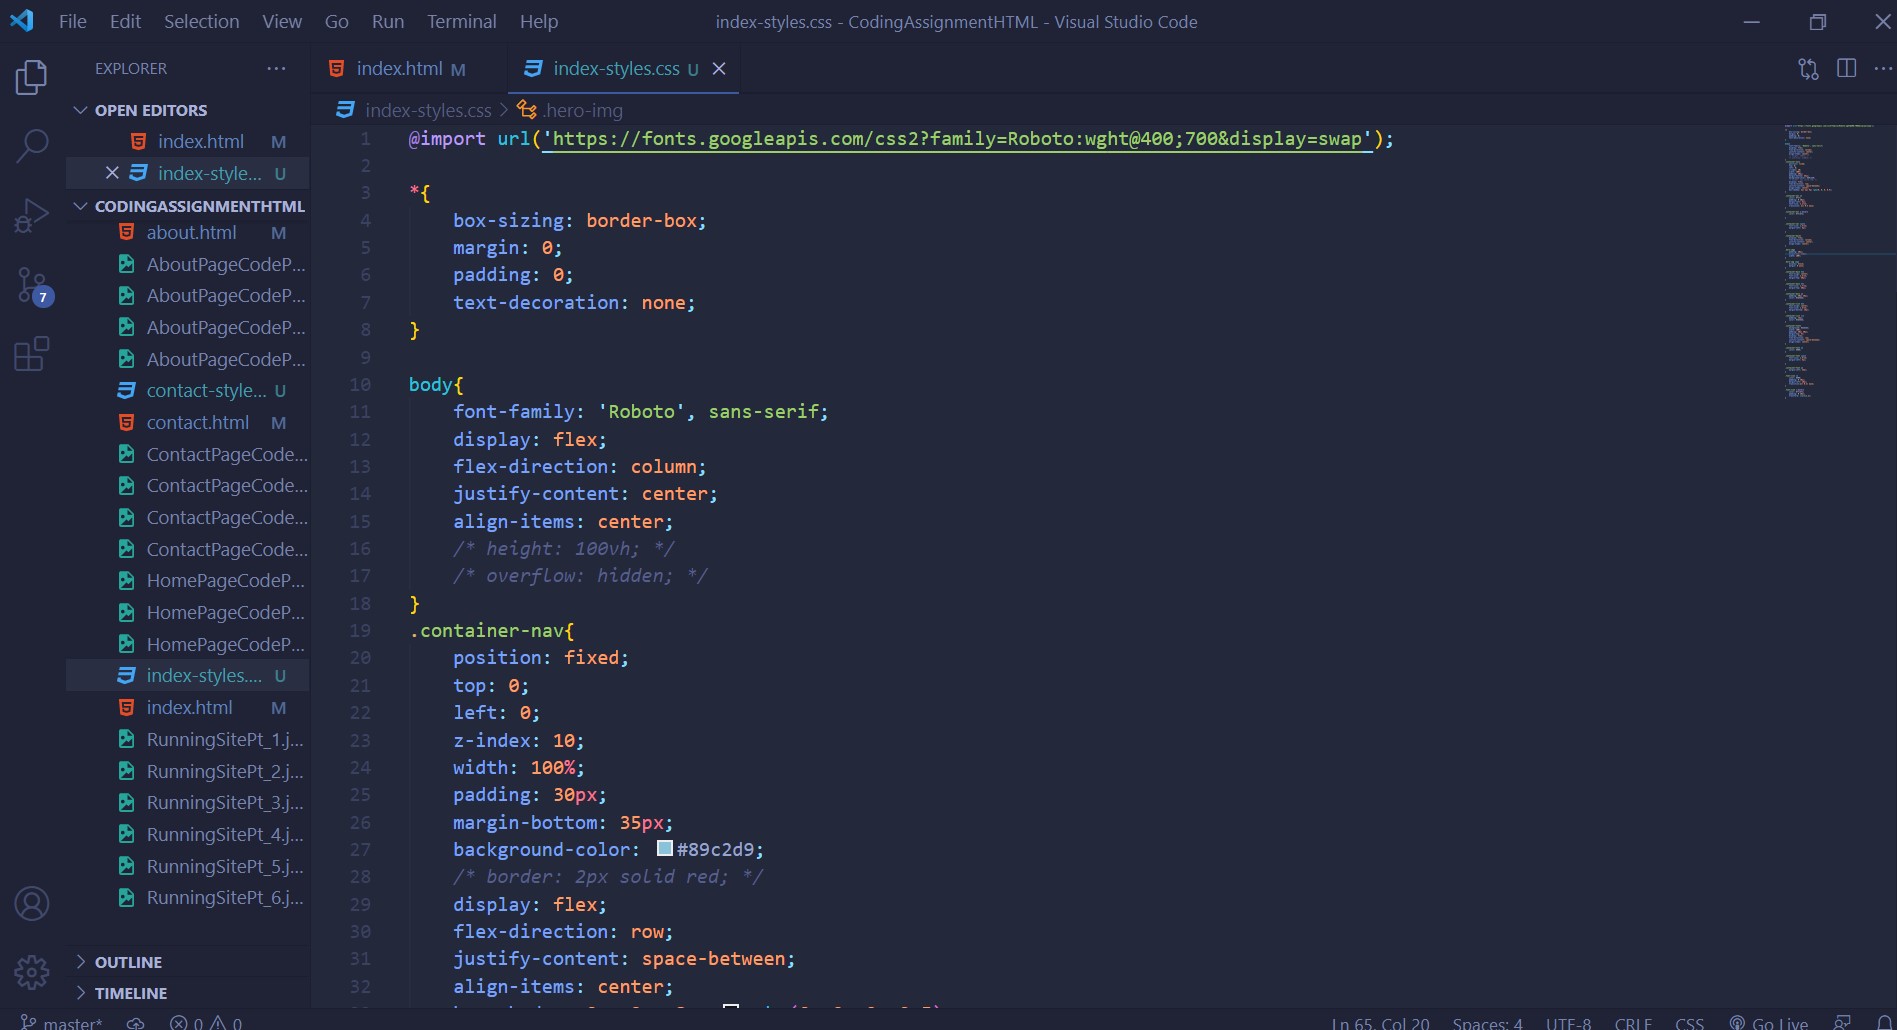 File Edit Selection View Go Run Terminal Help
index-styles.css - CodingAssignmentHTML - Visual Studio Code
EXPLORER
OPEN EDITORS
index.html M
index-style... U
CODINGASSIGNMENTHTML
about.html M
AboutPageCodeP...
AboutPageCodeP...
AboutPageCodeP...
AboutPageCodeP...
contact-style... U
contact.html M
ContactPageCode...
ContactPageCode...
ContactPageCode...
ContactPageCode...
HomePageCodeP...
HomePageCodeP...
HomePageCodeP...
index-styles.... U
index.html M
RunningSitePt_1.j...
RunningSitePt_2.j...
RunningSitePt_3.j...
RunningSitePt_4.j...
RunningSitePt_5.j...
RunningSitePt_6.j...
OUTLINE
TIMELINE
7
index.html M
index-styles.css U
index-styles.css > .hero-img
1 @import url('https://fonts.googleapis.com/css2?family=Roboto:wght@400;700&display=swap');
2
3 *{
4 box-sizing: border-box;
5 margin: 0;
6 padding: 0;
7 text-decoration: none;
8 }
9
10 body{
11 font-family: 'Roboto', sans-serif;
12 display: flex;
13 flex-direction: column;
14 justify-content: center;
15 align-items: center;
16 /* height: 100vh; */
17 /* overflow: hidden; */
18 }
19 .container-nav{
20 position: fixed;
21 top: 0;
22 left: 0;
23 z-index: 10;
24 width: 100%;
25 padding: 30px;
26 margin-bottom: 35px;
27 background-color: #89c2d9;
28 /* border: 2px solid red; */
29 display: flex;
30 flex-direction: row;
31 justify-content: space-between;
32 align-items: center;
master* 0 0
Ln 65, Col 20 Spaces: 4 UTF-8 CRLF CSS Go Live